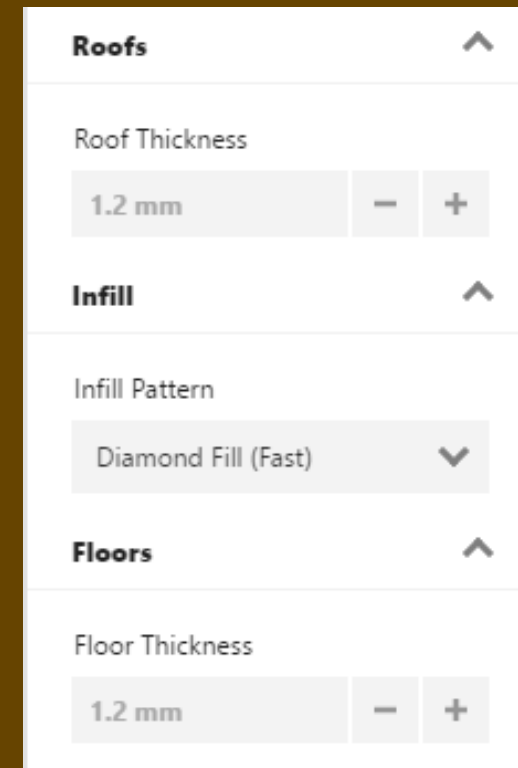 Roofs
Roof Thickness
1.2 mm
Infill
Infill Pattern
Diamond Fill (Fast)
Floors
Floor Thickness
1.2 mm